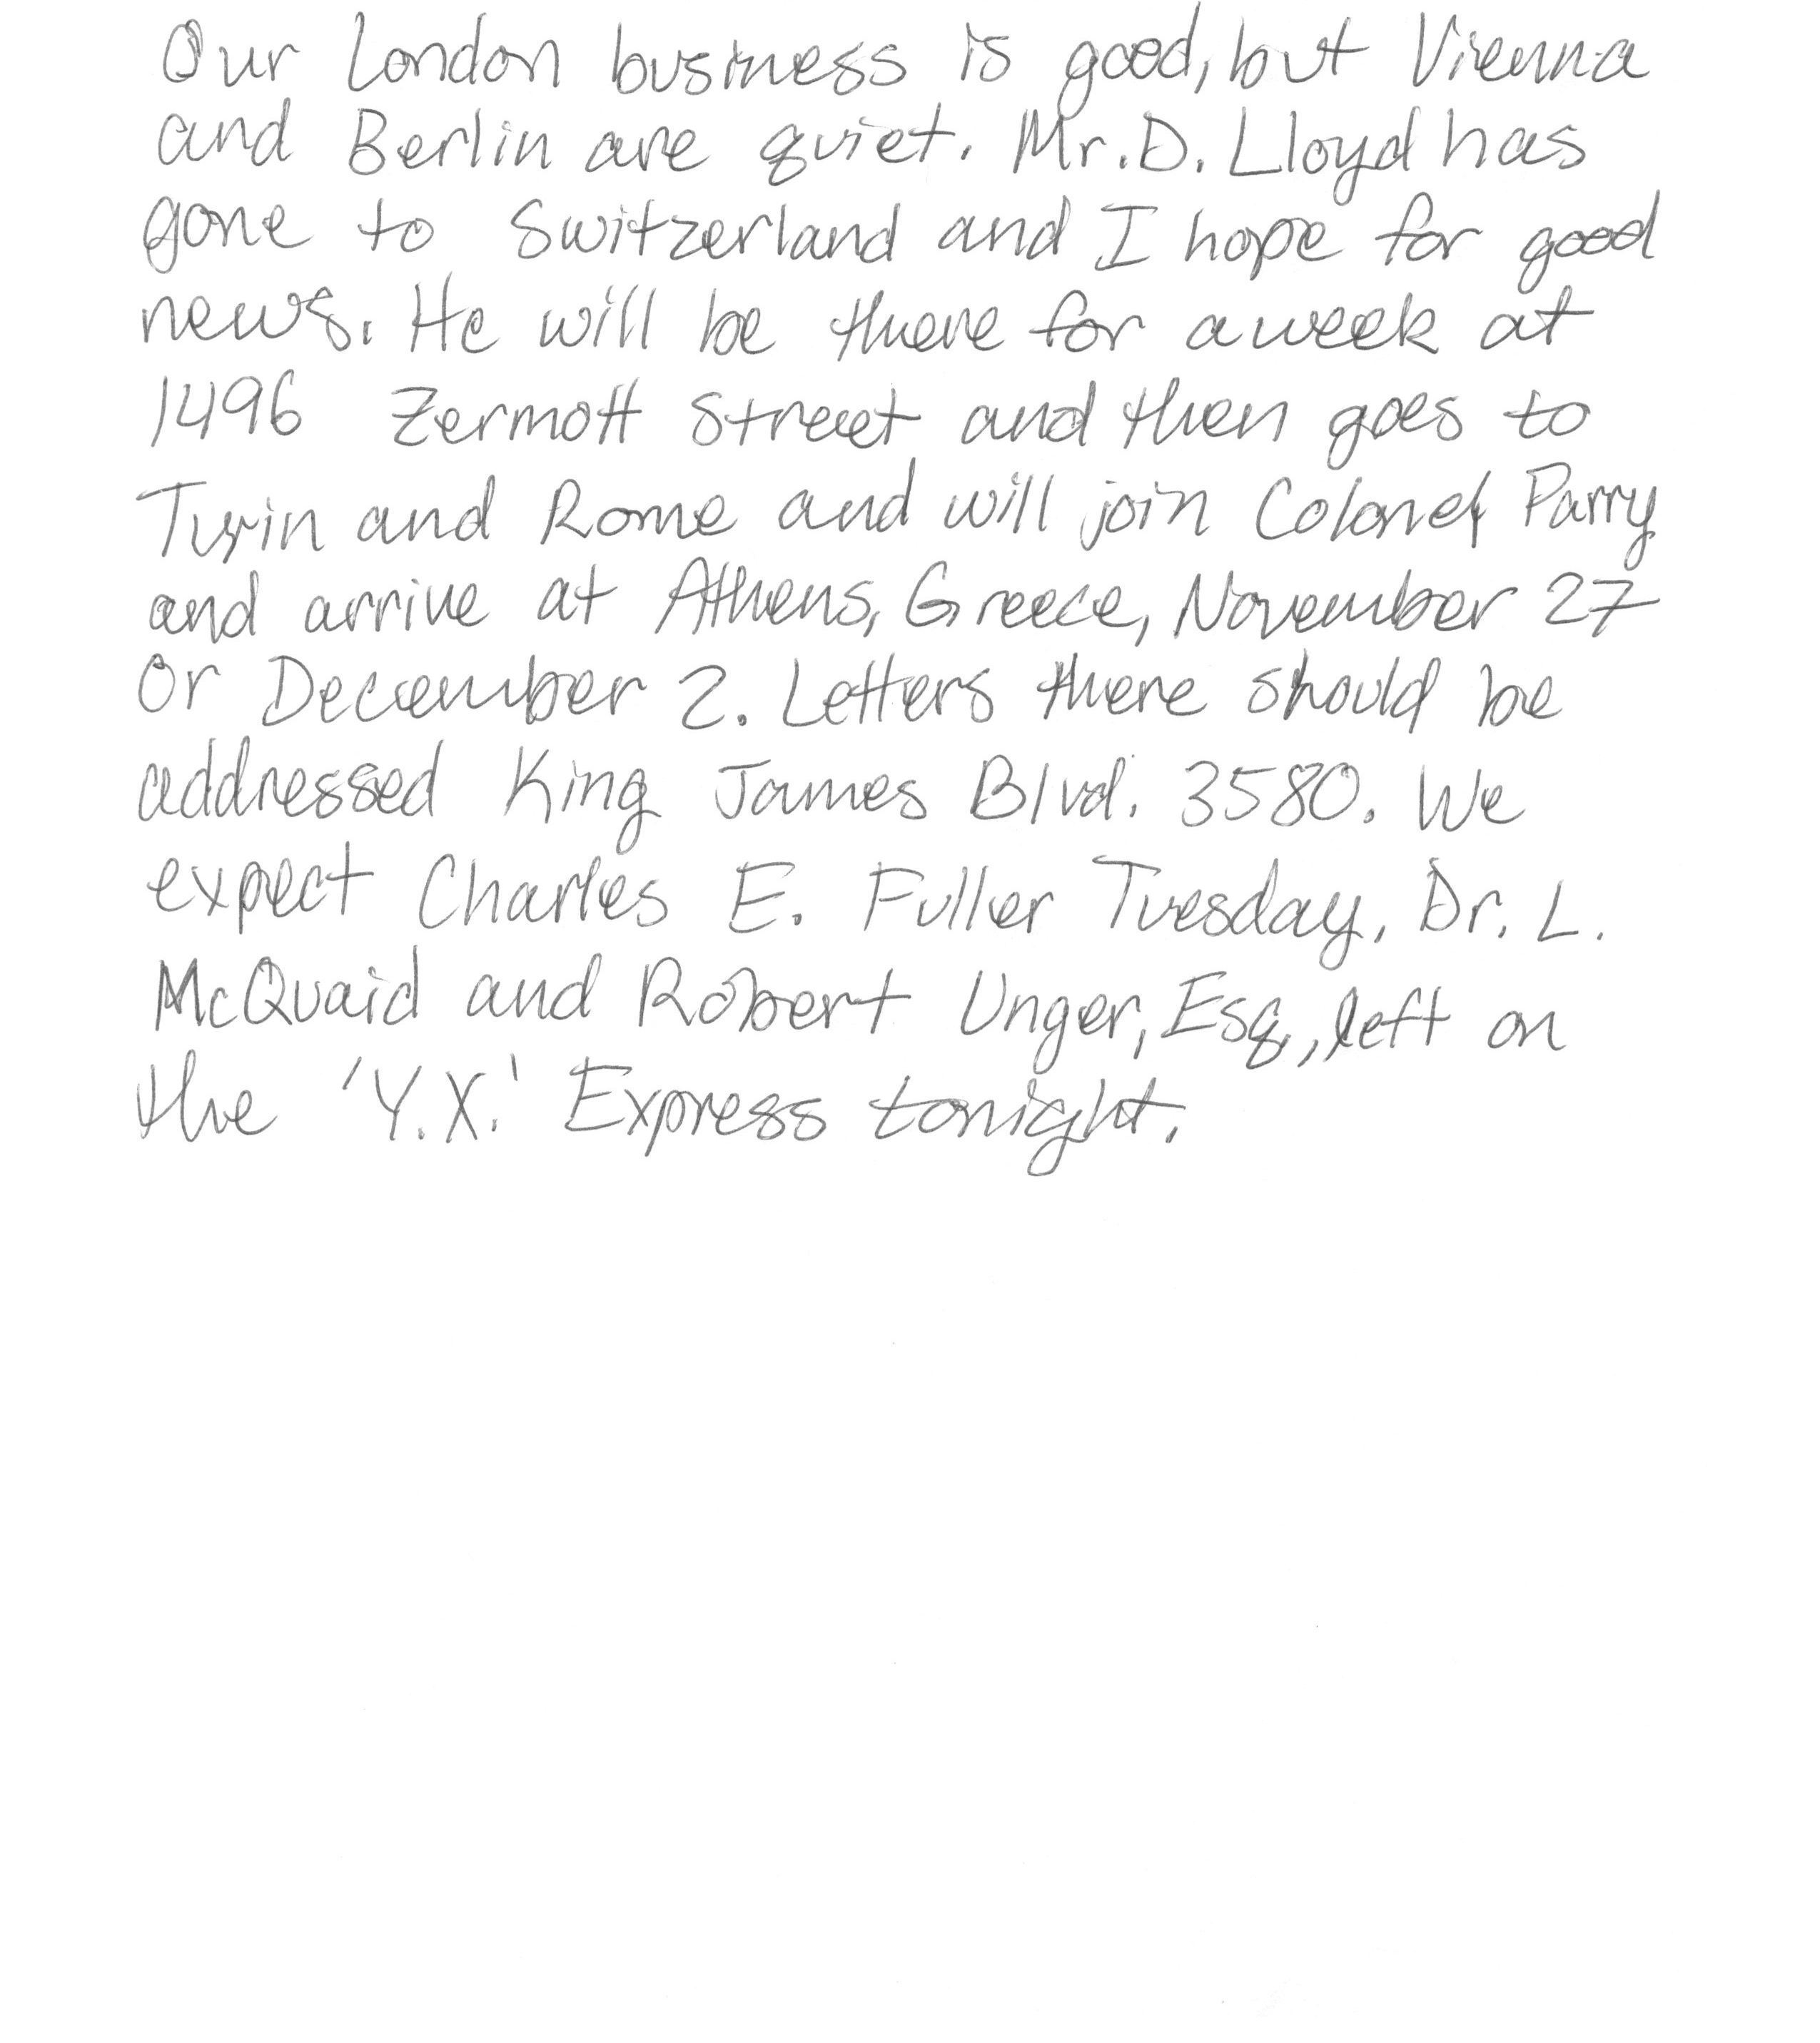 Our London business is good, but Vienna
and Berlin are quiet. Mr. D. Lloyd has
gone to Switzerland and I hope for good
news. He will be there for a week at
1496 Zermott Street and then goes to
Turin and Rome and will join Colonel Parry
and arrive at Athens, Greece, November 27
or December 2. Letters there should be
addressed King James Blvd. 3580. We
expect Charles E. Fuller Tuesday. Dr. L.
McQuaid and Robert Unger, Esq., left on
the 'Y.X.' Express tonight.